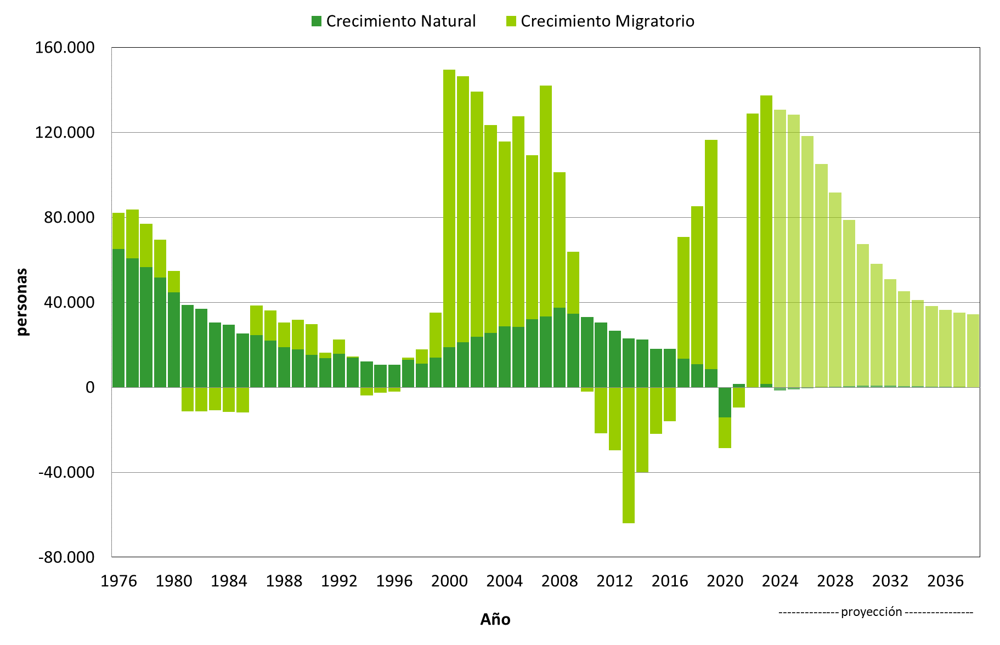 Crecimiento Natural Crecimiento Migratorio
160.000
120.000
80.000
40.000
0
-40.000
-80.000
personas
1976 1980 1984 1988 1992 1996 2000 2004 2008 2012 2016 2020 2024 2028 2032 2036
-------------- proyección ----------------
Año